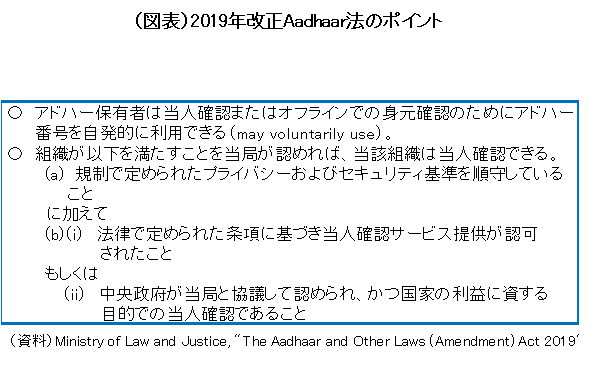 （図表）2019年改正Aadhaar法のポイント
○ アドハー保有者は当人確認またはオフラインでの身元確認のためにアドハー
番号を自発的に利用できる（may voluntarily use）。
○ 組織が以下を満たすことを当局が認めれば、当該組織は当人確認できる。
(a) 規制で定められたプライバシーおよびセキュリティ基準を順守している
こと
に加えて
(b)(i) 法律で定められた条項に基づき当人確認サービス提供が認可
されたこと
もしくは
(ii) 中央政府が当局と協議して認められ、かつ国家の利益に資する
目的での当人確認であること
（資料）Ministry of Law and Justice, “The Aadhaar and Other Laws (Amendment) Act 2019”